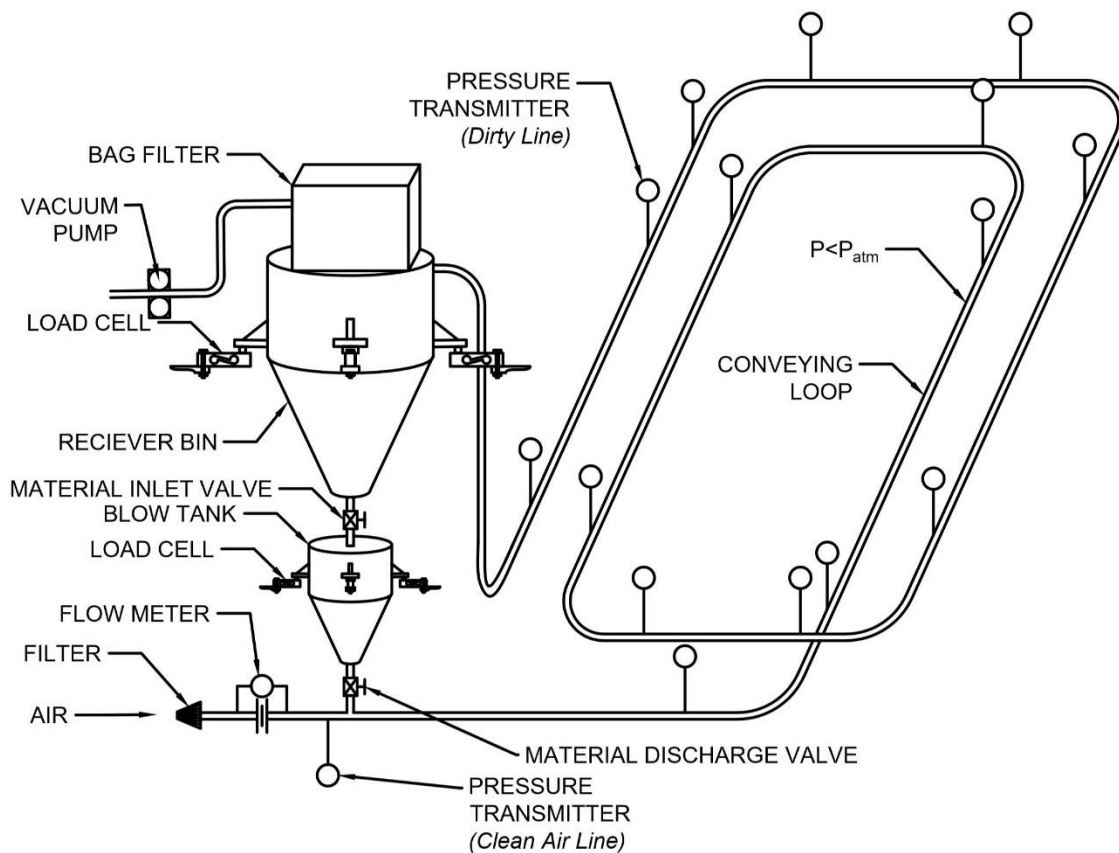 PRESSURE
TRANSMITTER
(Dirty Line)
BAG FILTER
VACUUM
PUMP
P<Patm
LOAD CELL
CONVEYING
LOOP
RECIEVER BIN
MATERIAL INLET VALVE
BLOW TANK
LOAD CELL
FLOW METER
FILTER
AIR
MATERIAL DISCHARGE VALVE
PRESSURE
TRANSMITTER
(Clean Air Line)